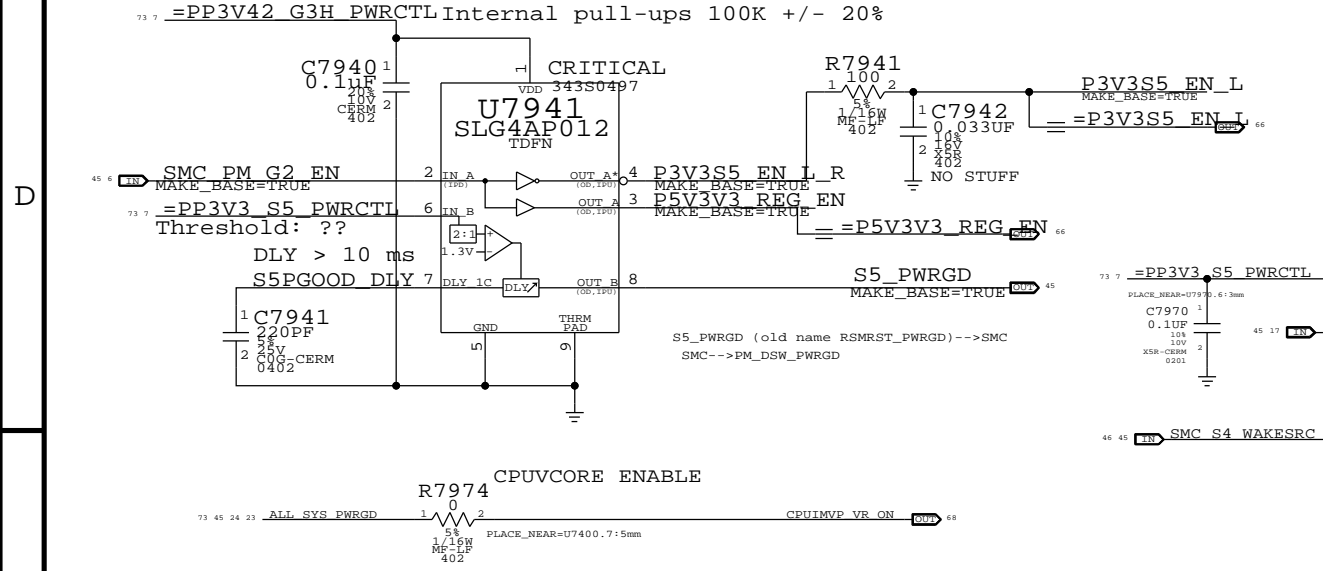 73 7 =PP3V42_G3H_PWRCTL Internal pull-ups 100K +/- 20%
C7940
0.1uF
20%
10V
CERM
402
1
2
1
VDD
CRITICAL
343S0497
U7941
SLG4AP012
TDFN
R7941
100
1 2
5%
1/16W
MF-LF
402
P3V3S5_EN_L
MAKE_BASE=TRUE
=P3V3S5_EN_L OUT 66
1 C7942
0.033UF
10%
16V
X5R
402
2
NO STUFF
D
45 6 IN SMC_PM_G2_EN
MAKE_BASE=TRUE
2 IN_A
(IPD)
OUT_A* 4 P3V3S5_EN_L_R
(OD,IPU)
MAKE_BASE=TRUE
OUT_A 3 P5V3V3_REG_EN
(OD,IPU)
MAKE_BASE=TRUE
73 7 =PP3V3_S5_PWRCTL 6 IN_B
Threshold: ??
=P5V3V3_REG_EN OUT 66
2:1
+
-
1.3V
DLY > 10 ms
S5PGOOD_DLY 7 DLY_1C
DLY
OUT_B 8
(OD,IPU)
S5_PWRGD
MAKE_BASE=TRUE OUT 45
1 C7941
220PF
5%
25V
2 C0G-CERM
0402
GND
5
THRM
PAD
9
S5_PWRGD (old name RSMRST_PWRGD)-->SMC
SMC-->PM_DSW_PWRGD
73 7 =PP3V3_S5_PWRCTL
PLACE_NEAR=U7970.6:3mm
C7970
0.1UF
10%
10V
X5R-CERM
0201
1
2
45 17 IN
46 45 IN SMC_S4_WAKESRC
CPUVCORE ENABLE
R7974
0
73 45 24 23 ALL_SYS_PWRGD 1 2
5%
1/16W
MF-LF
402
PLACE_NEAR=U7400.7:5mm
CPUIMVP_VR_ON OUT 68